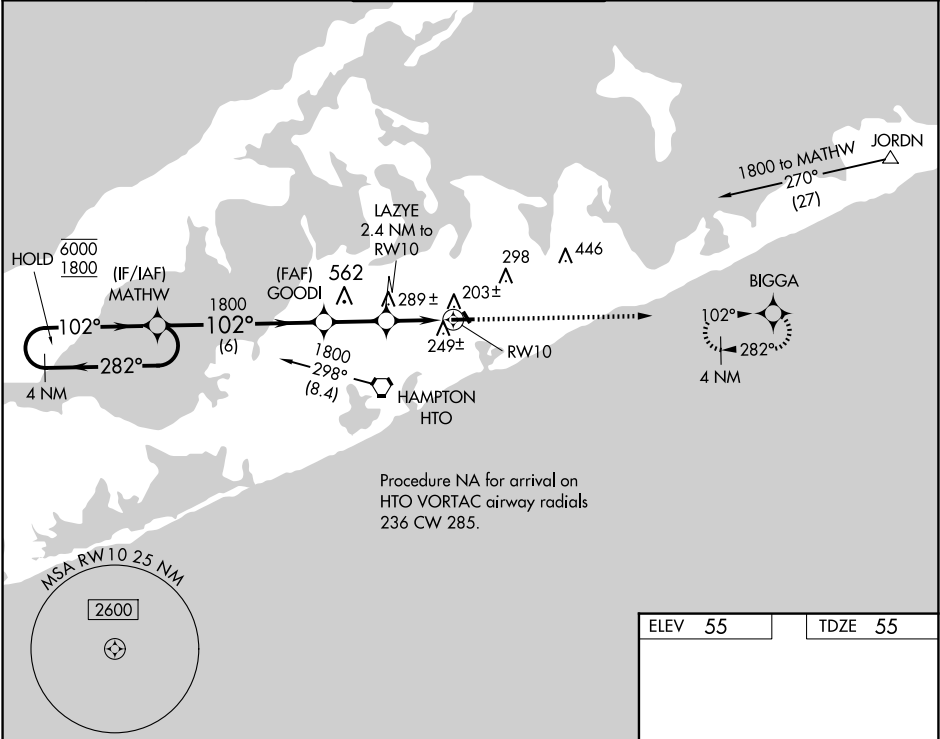 JORDN
1800 to MATHW
270°
(27)
LAZYE
2.4 NM to
RW10
HOLD
6000
1800
(IF/IAF)
MATHW
(FAF)
GOODI
562
298
446
289±
203±
BIGGA
1800
102°
102°
(6)
249±
RW10
102°
282°
282°
4 NM
4 NM
1800
298°
(8.4)
HAMPTON
HTO
Procedure NA for arrival on
HTO VORTAC airway radials
236 CW 285.
MSA RW10 25 NM
2600
ELEV 55
TDZE 55